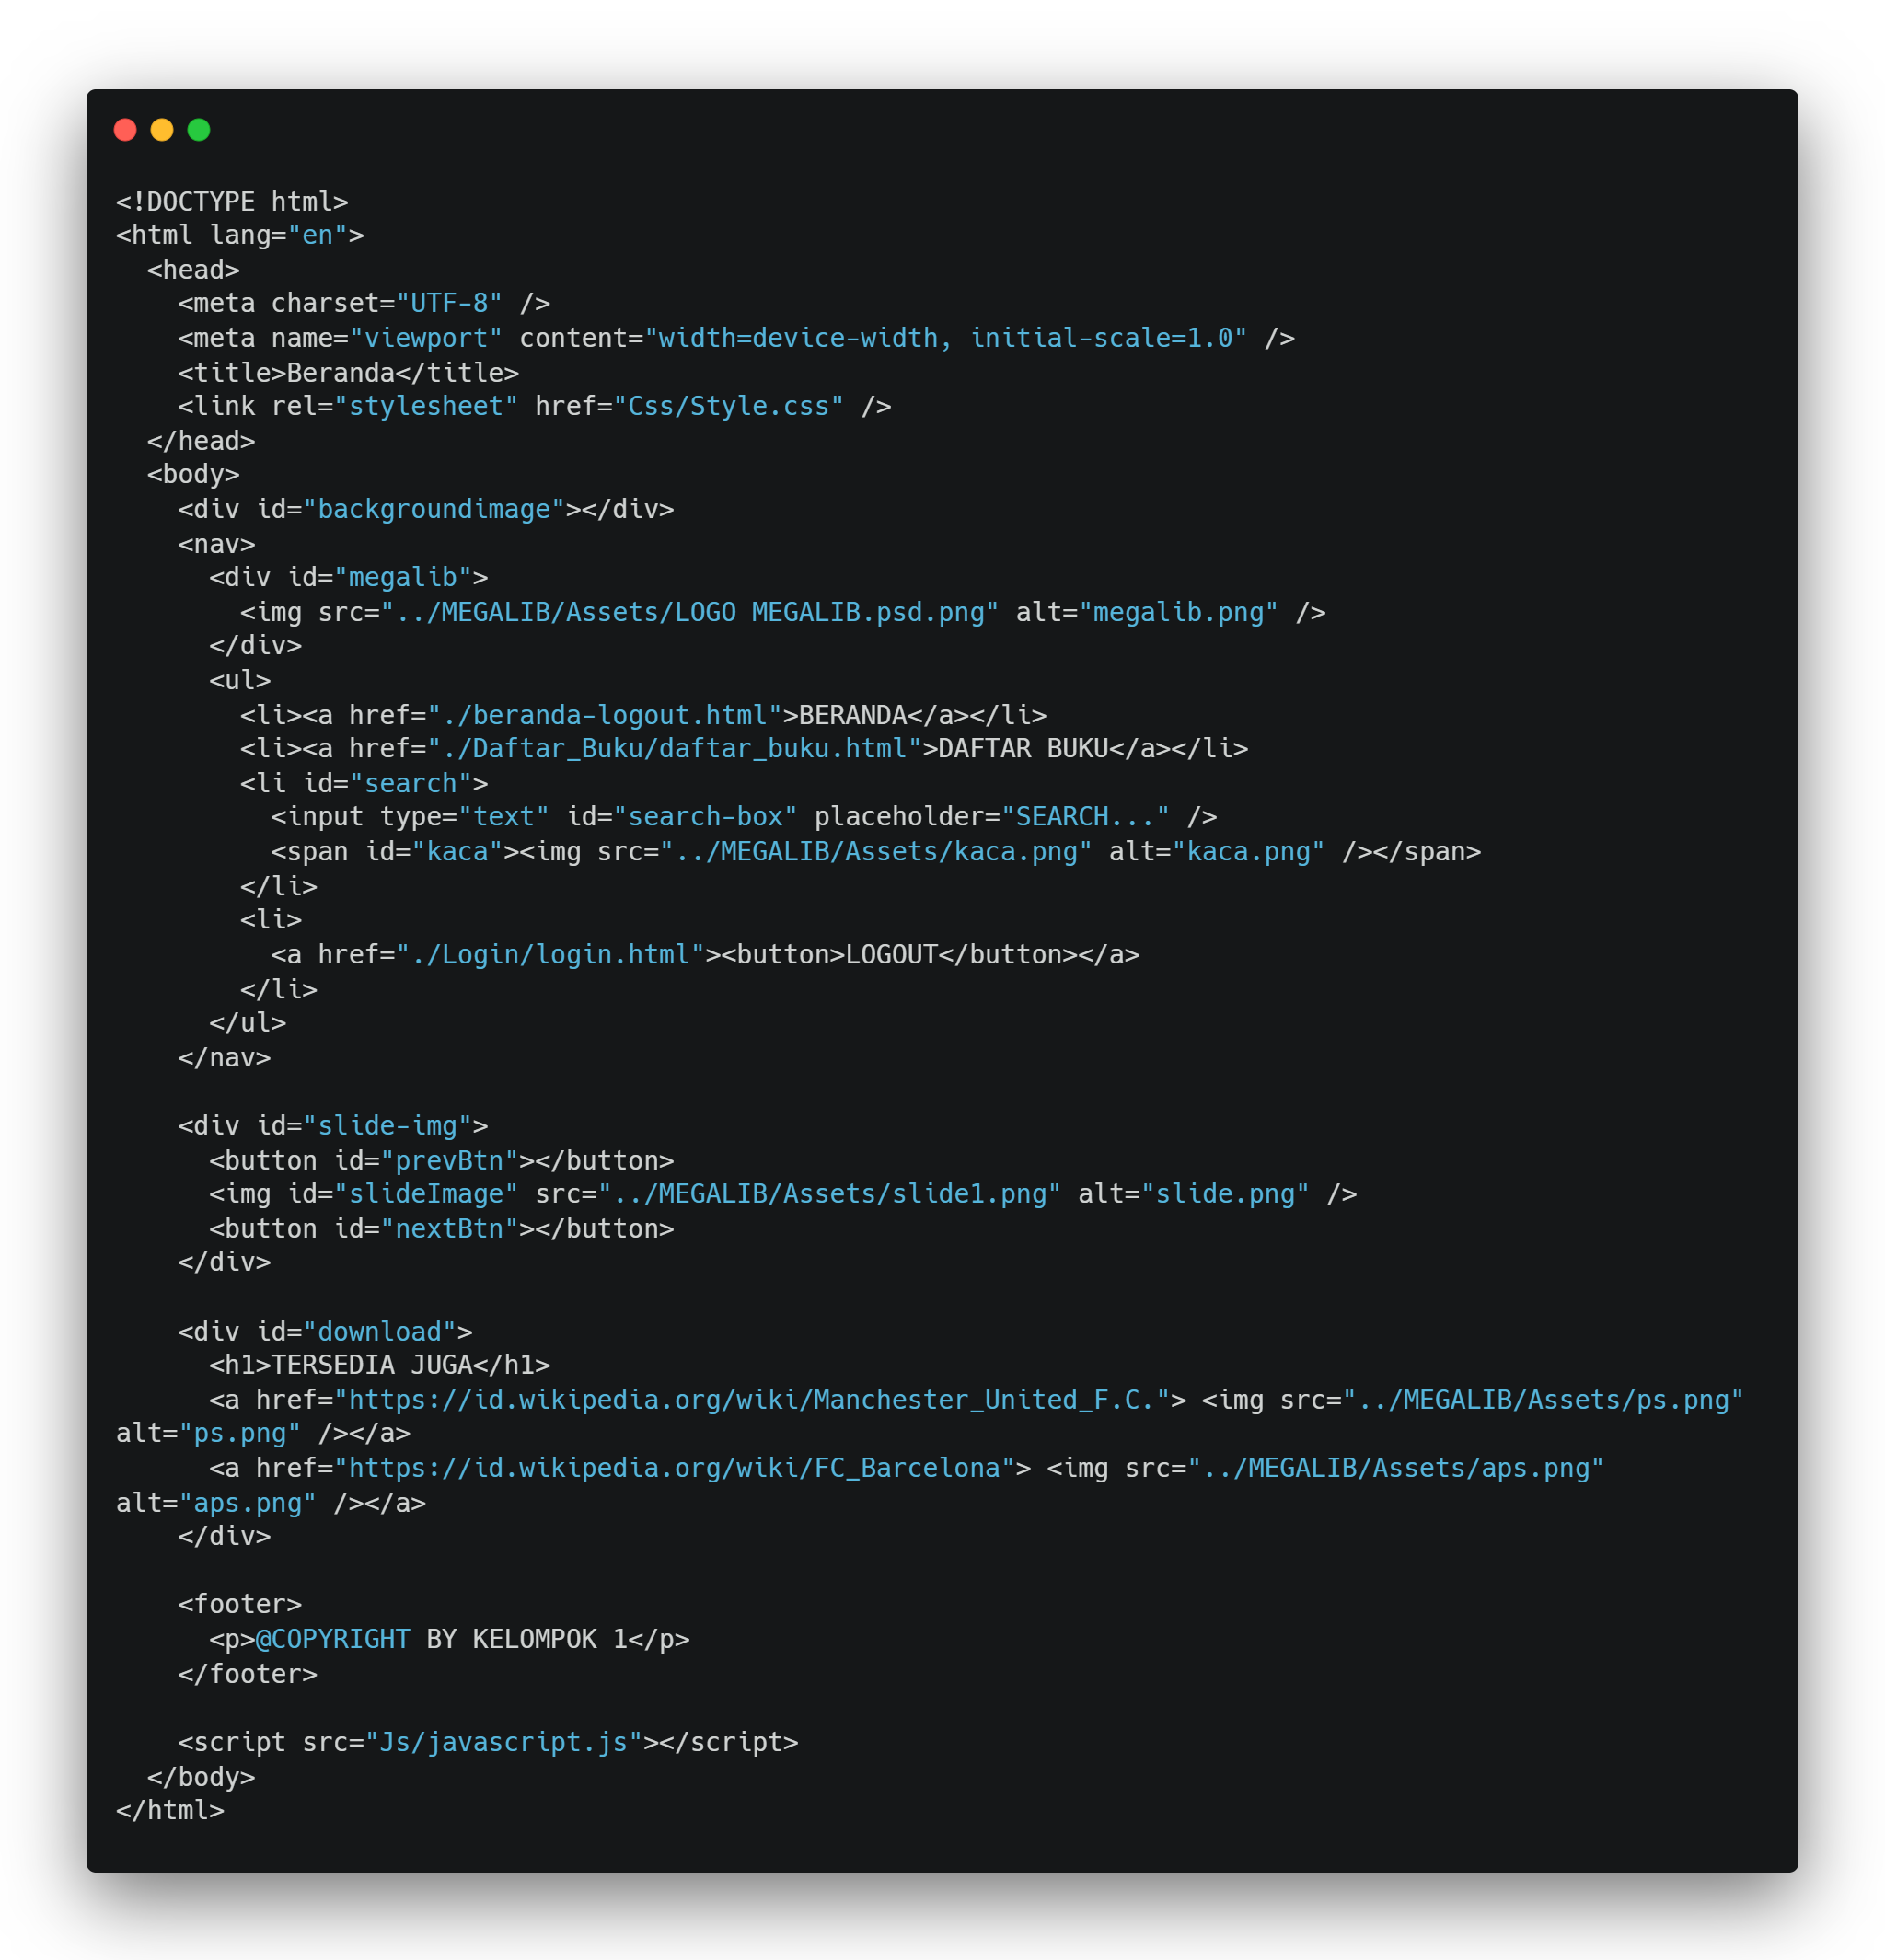 <!DOCTYPE html>
<html lang="en">
  <head>
    <meta charset="UTF-8" />
    <meta name="viewport" content="width=device-width, initial-scale=1.0" />
    <title>Beranda</title>
    <link rel="stylesheet" href="Css/Style.css" />
  </head>
  <body>
    <div id="backgroundimage"></div>
    <nav>
      <div id="megalib">
        <img src="../MEGALIB/Assets/LOGO MEGALIB.psd.png" alt="megalib.png" />
      </div>
      <ul>
        <li><a href="./beranda-logout.html">BERANDA</a></li>
        <li><a href="./Daftar_Buku/daftar_buku.html">DAFTAR BUKU</a></li>
        <li id="search">
          <input type="text" id="search-box" placeholder="SEARCH..." />
          <span id="kaca"><img src="../MEGALIB/Assets/kaca.png" alt="kaca.png" /></span>
        </li>
        <li>
          <a href="./Login/login.html"><button>LOGOUT</button></a>
        </li>
      </ul>
    </nav>

    <div id="slide-img">
      <button id="prevBtn"></button>
      <img id="slideImage" src="../MEGALIB/Assets/slide1.png" alt="slide.png" />
      <button id="nextBtn"></button>
    </div>

    <div id="download">
      <h1>TERSEDIA JUGA</h1>
      <a href="https://id.wikipedia.org/wiki/Manchester_United_F.C."> <img src="../MEGALIB/Assets/ps.png"
alt="ps.png" /></a>
      <a href="https://id.wikipedia.org/wiki/FC_Barcelona"> <img src="../MEGALIB/Assets/aps.png"
alt="aps.png" /></a>
    </div>

    <footer>
      <p>@COPYRIGHT BY KELOMPOK 1</p>
    </footer>

    <script src="Js/javascript.js"></script>
  </body>
</html>